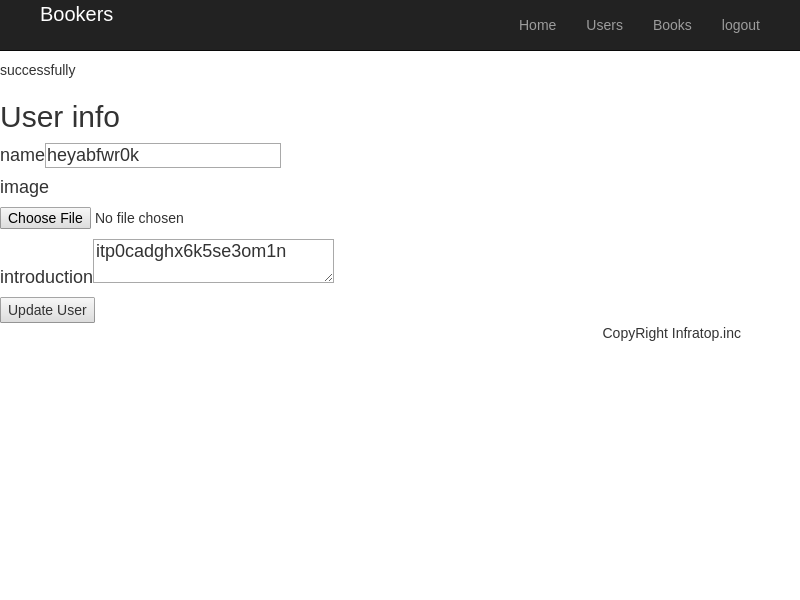 Bookers
Home Users Books logout
successfully
User info
name heyabfwr0k
image
Choose File No file chosen
introduction itp0cadghx6k5se3om1n
Update User
CopyRight Infratop.inc